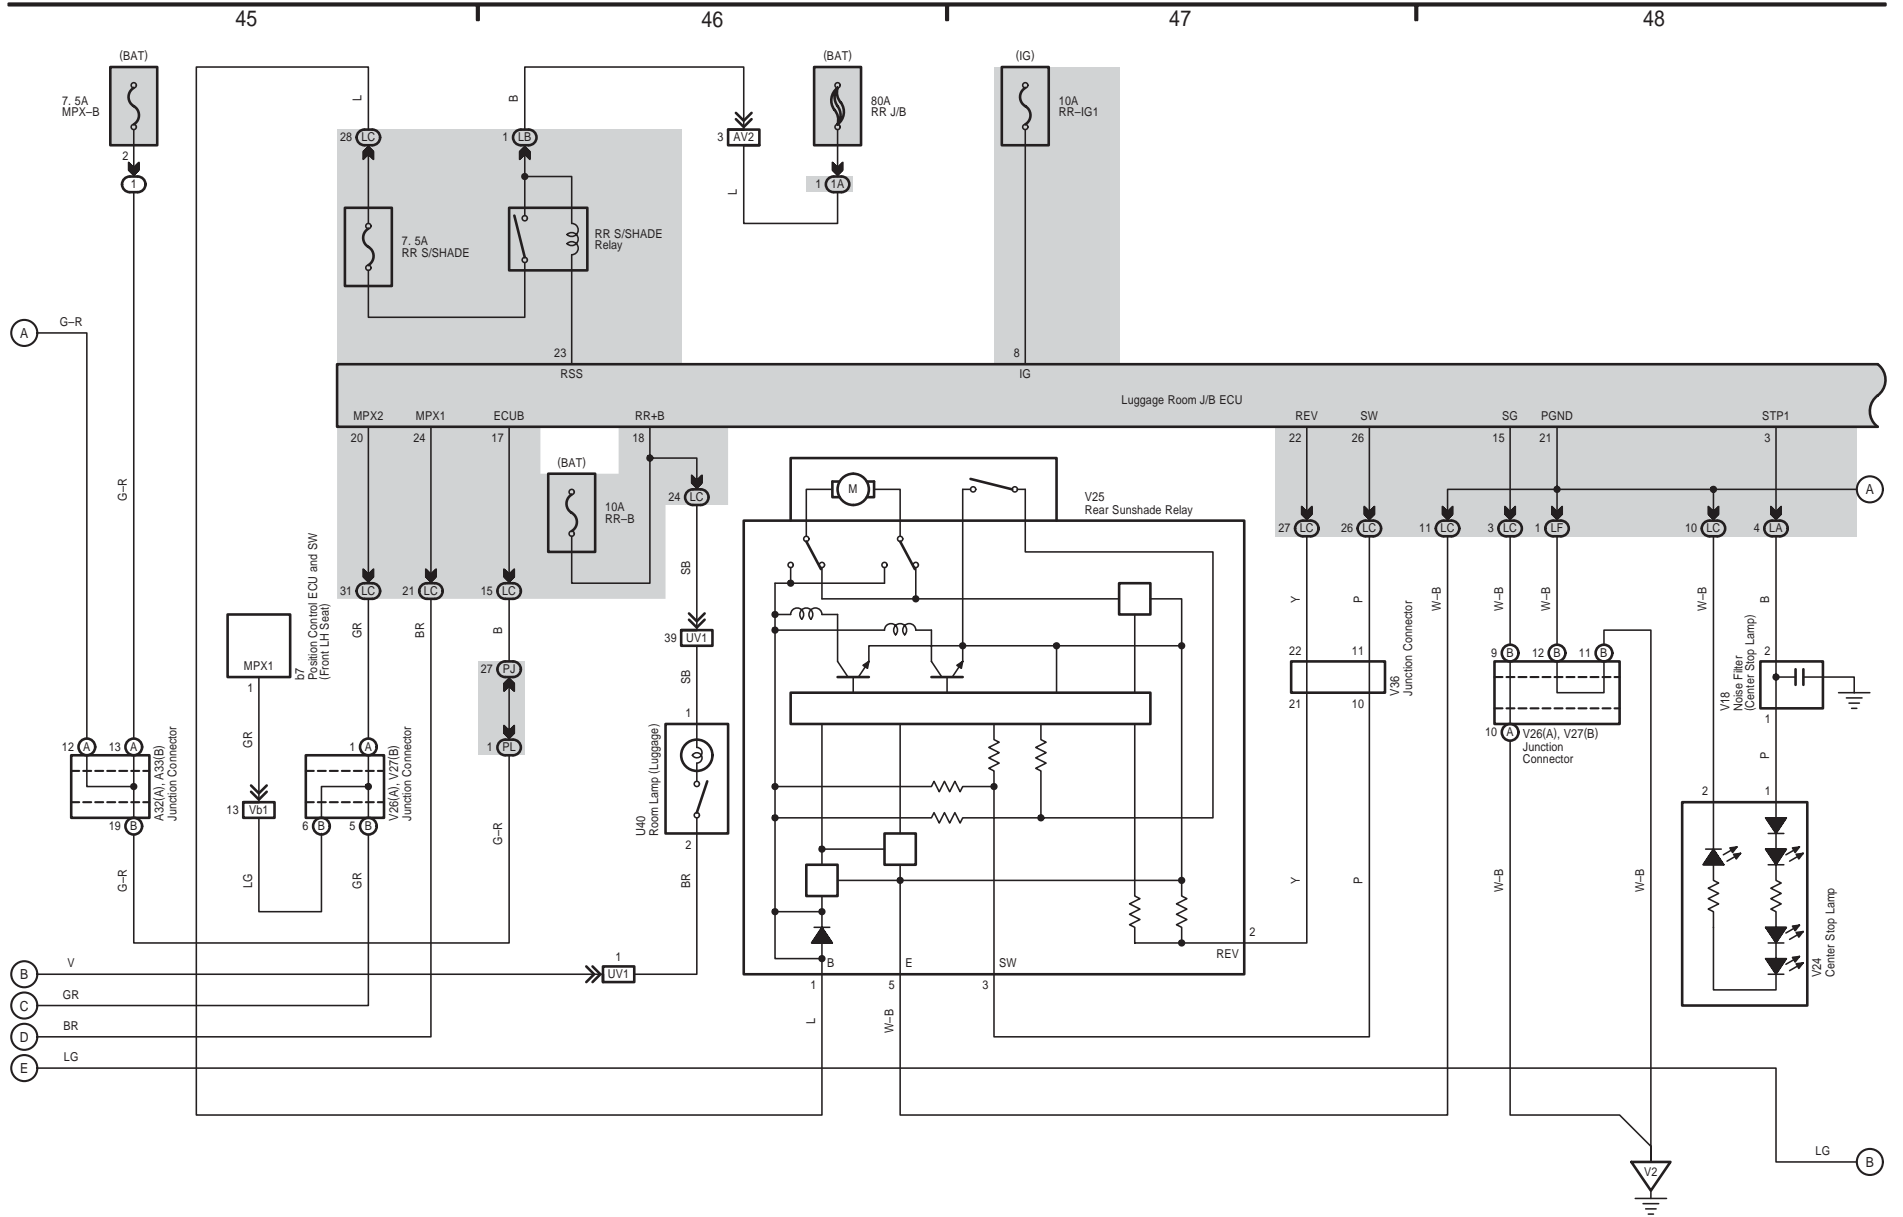 45
46
47
48
(BAT)
7. 5A
MPX–B
2
1
L
28 LC
B
1 LB
3 AV2
L
(BAT)
80A
RR J/B
1 1A
(IG)
10A
RR–IG1
7. 5A
RR S/SHADE
RR S/SHADE
Relay
A
G–R
G–R
23
RSS
8
IG
Luggage Room J/B ECU
MPX2
MPX1
ECUB
RR+B
REV
SW
SG
PGND
STP1
20
24
17
18
22
26
15
21
3
(BAT)
10A
RR–B
24 LC
31 LC
21 LC
15 LC
27 LC
26 LC
11 LC
3 LC
1 LF
10 LC
4 LA
A
M
V25
Rear Sunshade Relay
b7
Position Control ECU and SW
(Front LH Seat)
MPX1
1
GR
BR
B
SB
39 UV1
SB
27 PJ
1 PL
Y
P
W–B
W–B
W–B
W–B
B
22
11
21
10
V36
Junction Connector
9 B
12 B
11 B
10 A
V26(A), V27(B)
Junction
Connector
2
1
V18
Noise Filter
(Center Stop Lamp)
P
12 A
13 A
19 B
A32(A), A33(B)
Junction Connector
GR
13 Vb1
1 A
6 B
5 B
V26(A), V27(B)
Junction Connector
G–R
LG
GR
G–R
1
U40
Room Lamp (Luggage)
2
BR
Y
P
W–B
W–B
2
1
V24
Center Stop Lamp
2
REV
B
E
SW
1
5
3
L
W–B
B
V
1
UV1
C
GR
D
BR
E
LG
LG
B
V2